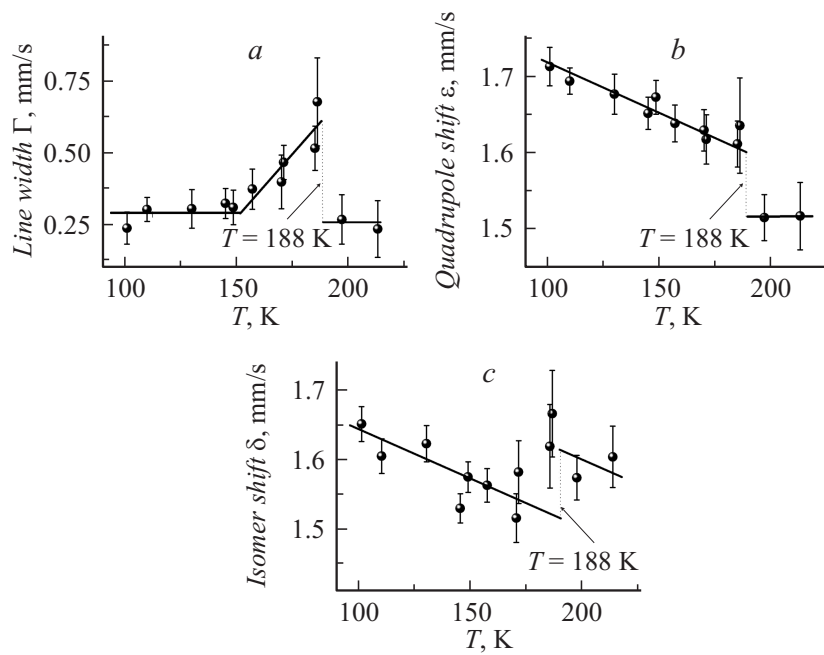 a
Line width Γ, mm/s
0.75
0.50
0.25
T = 188 K
100
150
200
T, K
b
Quadrupole shift ε, mm/s
1.7
1.6
1.5
T = 188 K
100
150
200
T, K
c
Isomer shift δ, mm/s
1.7
1.6
1.5
T = 188 K
100
150
200
T, K